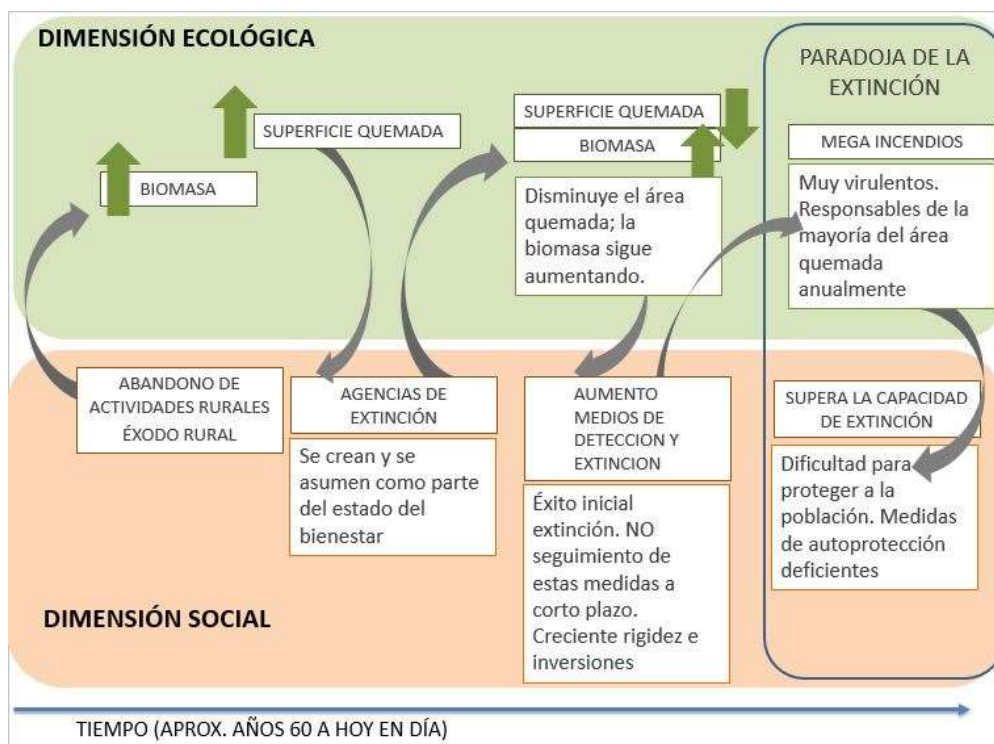 DIMENSIÓN ECOLÓGICA
BIOMASA
SUPERFICIE QUEMADA
SUPERFICIE QUEMADA
BIOMASA
Disminuye el área
quemada; la
biomasa sigue
aumentando.
PARADOJA DE LA
EXTINCIÓN
MEGA INCENDIOS
Muy virulentos.
Responsables de la
mayoría del área
quemada
anualmente
ABANDONO DE
ACTIVIDADES RURALES
ÉXODO RURAL
AGENCIAS DE
EXTINCIÓN
Se crean y se
asumen como parte
del estado del
bienestar
AUMENTO
MEDIOS DE
DETECCION Y
EXTINCION
Éxito inicial
extinción. NO
seguimiento de
estas medidas a
corto plazo.
Creciente rigidez e
inversiones
SUPERA LA CAPACIDAD
DE EXTINCIÓN
Dificultad para
proteger a la
población. Medidas
de autoprotección
deficientes
DIMENSIÓN SOCIAL
TIEMPO (APROX. AÑOS 60 A HOY EN DÍA)